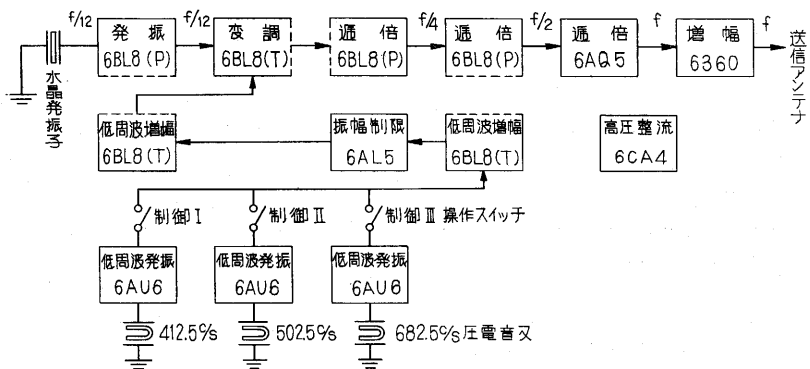 f/12
発振
6BL8(P)
f/12
変調
6BL8(T)
逓倍
6BL8(P)
f/4
逓倍
6BL8(P)
f/2
逓倍
6AQ5
f
増幅
6360
f
送信アンテナ
水晶発振子
低周波増幅
6BL8(T)
振幅制限
6AL5
低周波増幅
6BL8(T)
高圧整流
6CA4
制御Ⅰ
制御Ⅱ
制御Ⅲ 操作スイッチ
低周波発振
6AU6
低周波発振
6AU6
低周波発振
6AU6
412.5c/s
502.5c/s
682.5c/s 圧電音叉